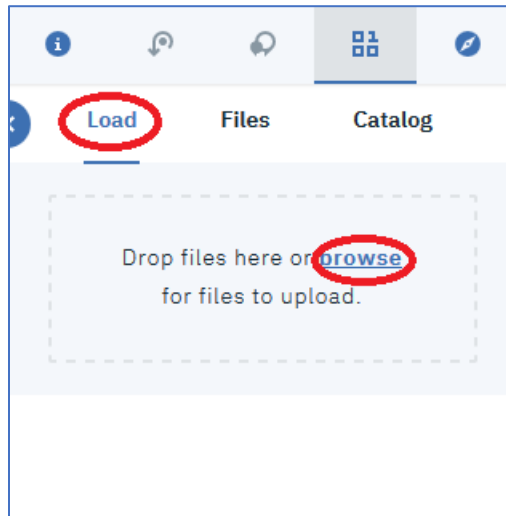 Load Files Catalog
Drop files here or browse
for files to upload.